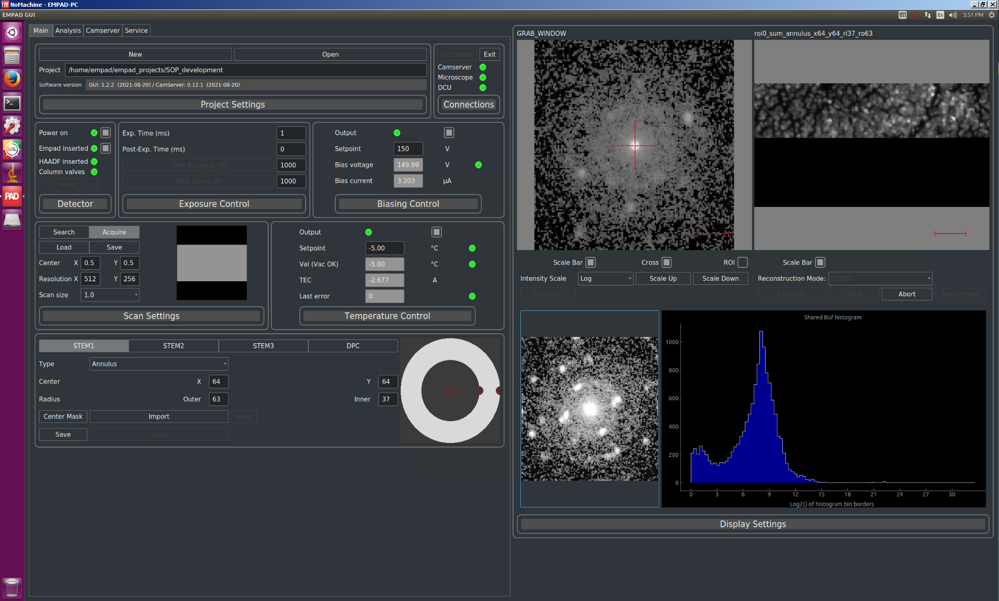 NoMachine - EMPAD-PC
EMPAD GUI
En
5:51 PM
Main Analysis Camserver Service
New Open
Project /home/empad/empad_projects/SOP_development
Software version GUI: 1.2.2 (2021-08-20) / CamServer: 0.12.1 (2021-08-20)
Project Settings
Go Online Exit
Camserver
Microscope
DCU
Connections
Power on
Empad inserted
HAADF inserted
Column valves
Reset
Detector
Exp. Time (ms) 1
Post-Exp. Time (ms) 0
Take Backgnd (N) 1000
Take Series (N) 1000
Exposure Control
Output
Setpoint 150 V
Bias voltage 149.99 V
Bias current 3.203 µA
Biasing Control
Search Acquire
Load Save
Center X 0.5 Y 0.5
Resolution X 512 Y 256
Scan size 1.0
Scan Settings
Output
Setpoint -5.00 °C
Val (Vac OK) -5.00 °C
TEC -2.677 A
Last error 0
Temperature Control
STEM1 STEM2 STEM3 DPC
Type Annulus
Center X 64 Y 64
Radius Outer 63 Inner 37
Center Mask Import Apply
Save Load
GRAB_WINDOW
roi0_sum_annulus_x64_y64_ri37_ro63
Scale Bar Cross ROI Scale Bar
Intensity Scale Log Scale Up Scale Down Reconstruction Mode: STEM1
Video On Focus On Take Abort Next Image
Shared Buf histogram
1000
800
600
400
200
0
0 3 6 9 12 15 18 21 24 27 30
Log2() of histogram bin borders
Display Settings
MIL
PAD